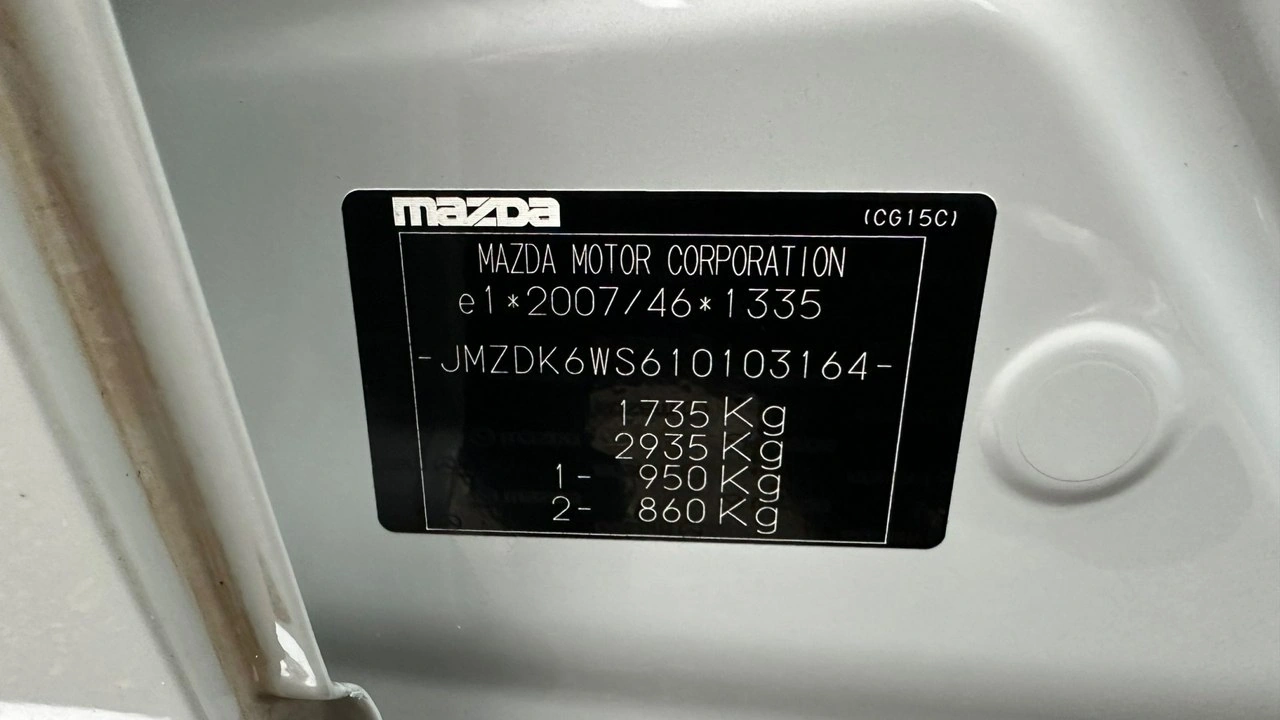 mazda (CG15C)
MAZDA MOTOR CORPORATION
e1*2007/46*1335
-JMZDK6WS610103164-
1735 Kg
2935 Kg
1- 950 Kg
2- 860 Kg